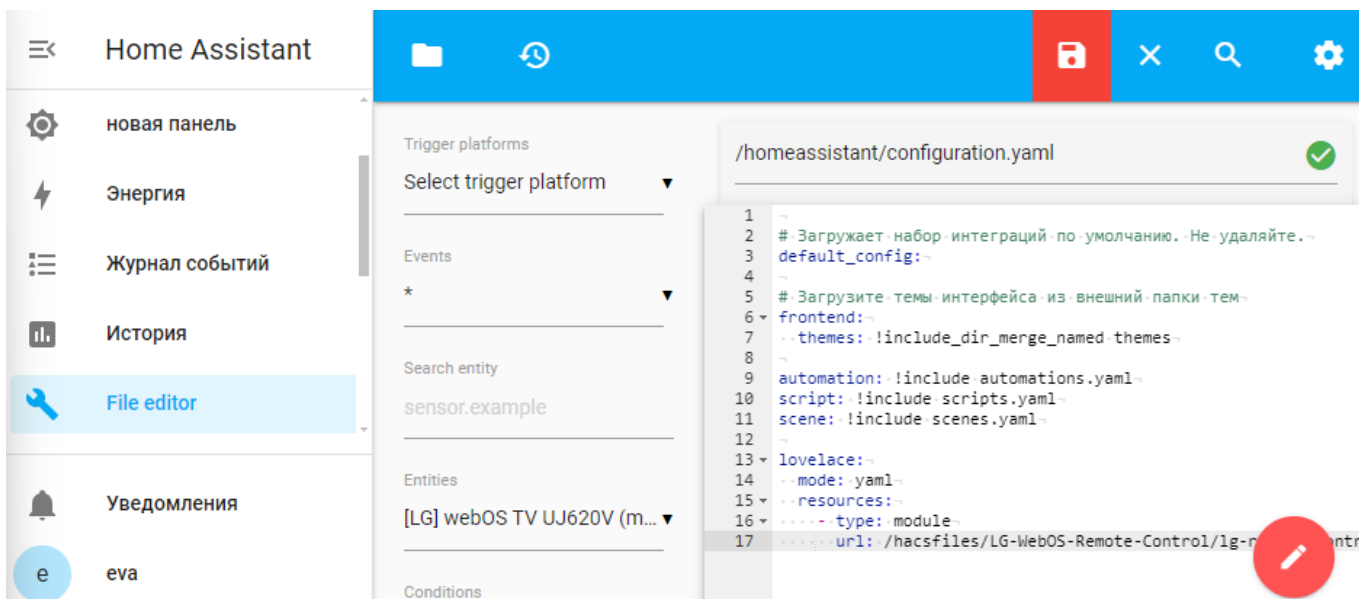 Home Assistant
новая панель
Энергия
Журнал событий
История
File editor
Уведомления
e
eva
Trigger platforms
Select trigger platform
Events
*
Search entity
sensor.example
Entities
[LG] webOS TV UJ620V (m...
Conditions
/homeassistant/configuration.yaml
1
2 # Загружает набор интеграций по умолчанию. Не удаляйте.
3 default_config:
4
5 # Загрузите темы интерфейса из внешний папки тем
6 frontend:
7 themes: !include_dir_merge_named themes
8
9 automation: !include automations.yaml
10 script: !include scripts.yaml
11 scene: !include scenes.yaml
12
13 lovelace:
14 mode: yaml
15 resources:
16 - type: module
17 url: /hacsfiles/LG-WebOS-Remote-Control/lg-